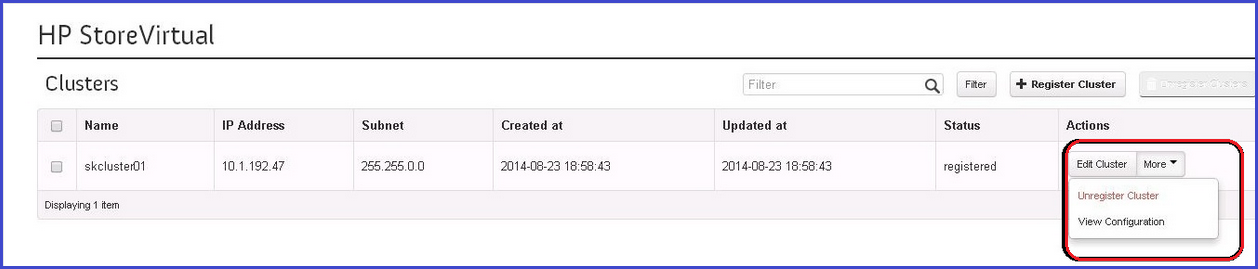 HP StoreVirtual
Clusters
Filter Filter Register Cluster Unregister Clusters
Name IP Address Subnet Created at Updated at Status Actions
skcluster01 10.1.192.47 255.255.0.0 2014-08-23 18:58:43 2014-08-23 18:58:43 registered Edit Cluster More
Unregister Cluster
Displaying 1 item
View Configuration